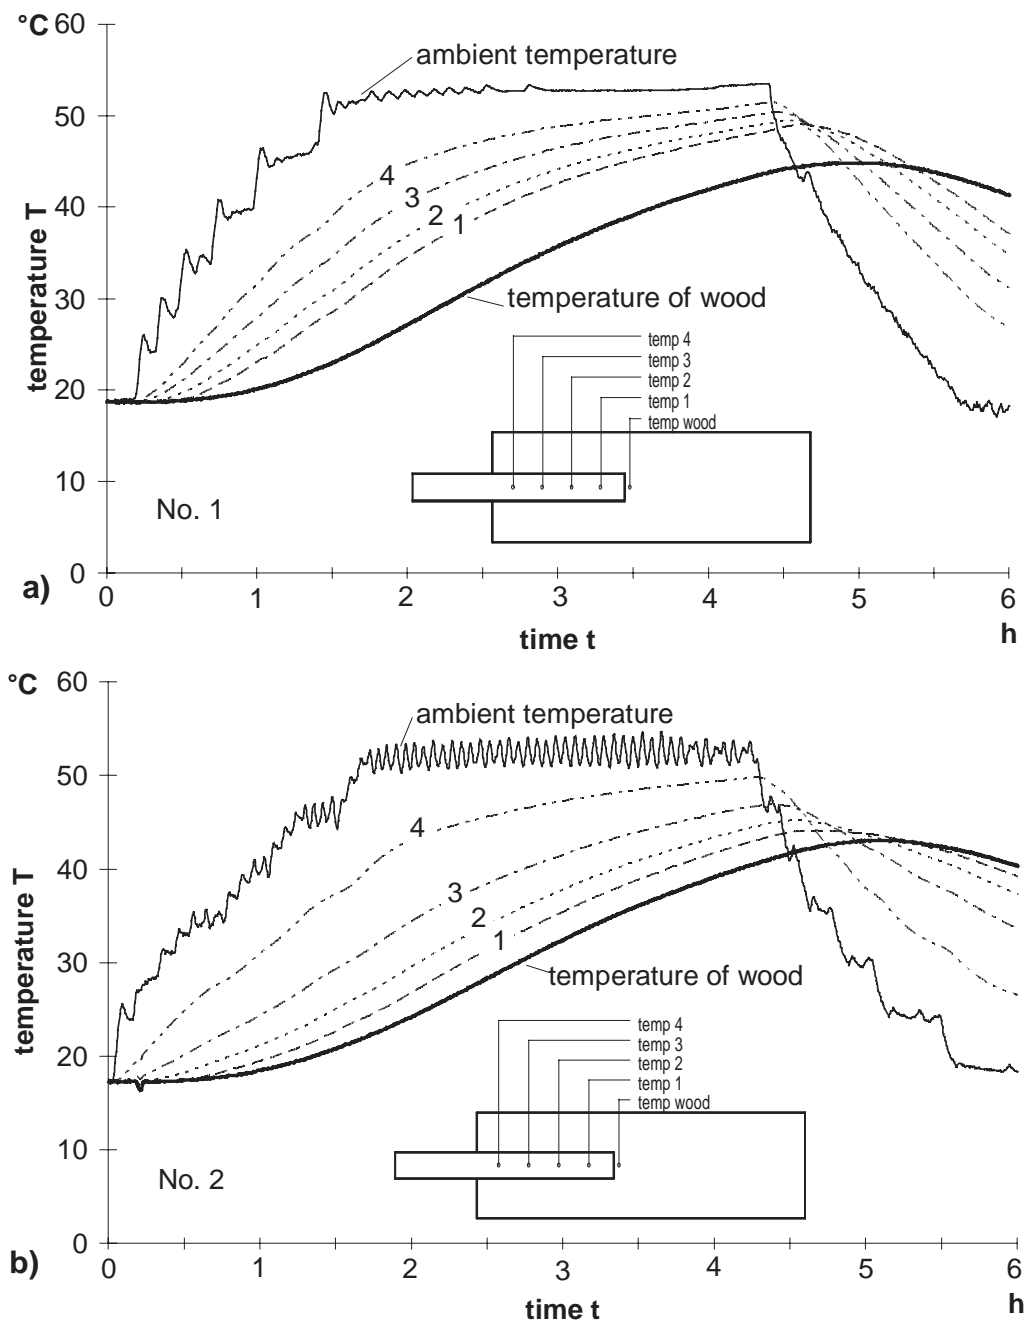 °C 60
ambient temperature
50
4
3
40
2 1
temperature T
30
temperature of wood
temp 4
temp 3
temp 2
20
temp 1
temp wood
10
No. 1
a)
0
0 1 2 3 4 5 6
time t h
°C 60
ambient temperature
50
4
40
3
2
1
temperature T
30
temperature of wood
temp 4
temp 3
20
temp 2
temp 1
temp wood
10
No. 2
b)
0
0 1 2 3 4 5 6
time t h